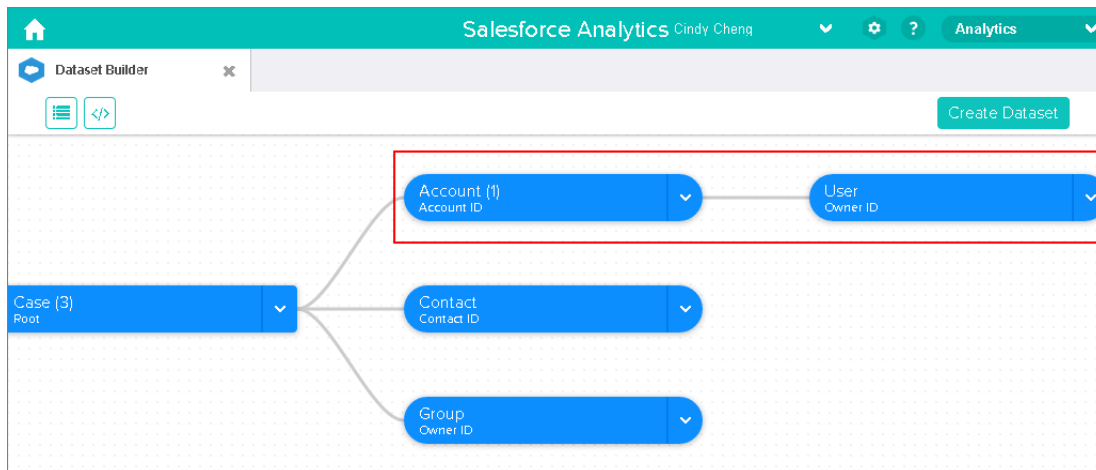 Salesforce Analytics Cindy Cheng ? Analytics
Dataset Builder
</> Create Dataset
Account (1)
Account ID
User
Owner ID
Case (3)
Root
Contact
Contact ID
Group
Owner ID